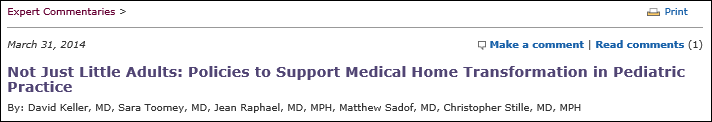 Expert Commentaries >
Print
March 31, 2014
Make a comment | Read comments (1)
Not Just Little Adults: Policies to Support Medical Home Transformation in Pediatric
Practice
By: David Keller, MD, Sara Toomey, MD, Jean Raphael, MD, MPH, Matthew Sadof, MD, Christopher Stille, MD, MPH